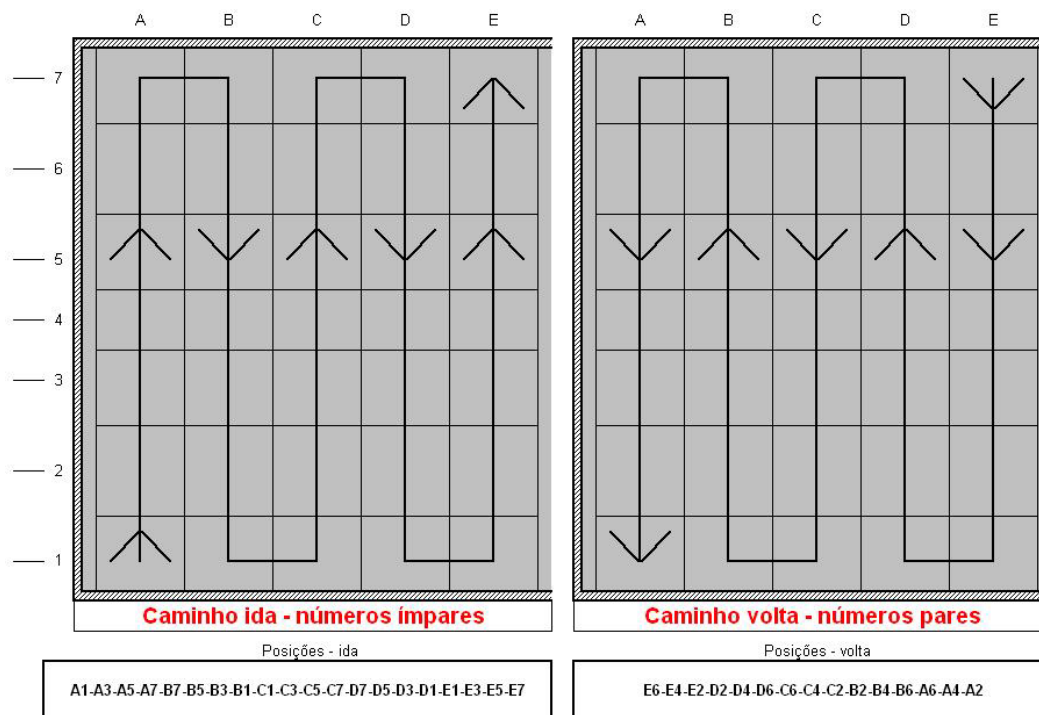 A B C D E A B C D E
7
6
5
4
3
2
1
Caminho ida - números ímpares
Caminho volta - números pares
Posições - ida
Posições - volta
A1-A3-A5-A7-B7-B5-B3-B1-C1-C3-C5-C7-D7-D5-D3-D1-E1-E3-E5-E7
E6-E4-E2-D2-D4-D6-C6-C4-C2-B2-B4-B6-A6-A4-A2